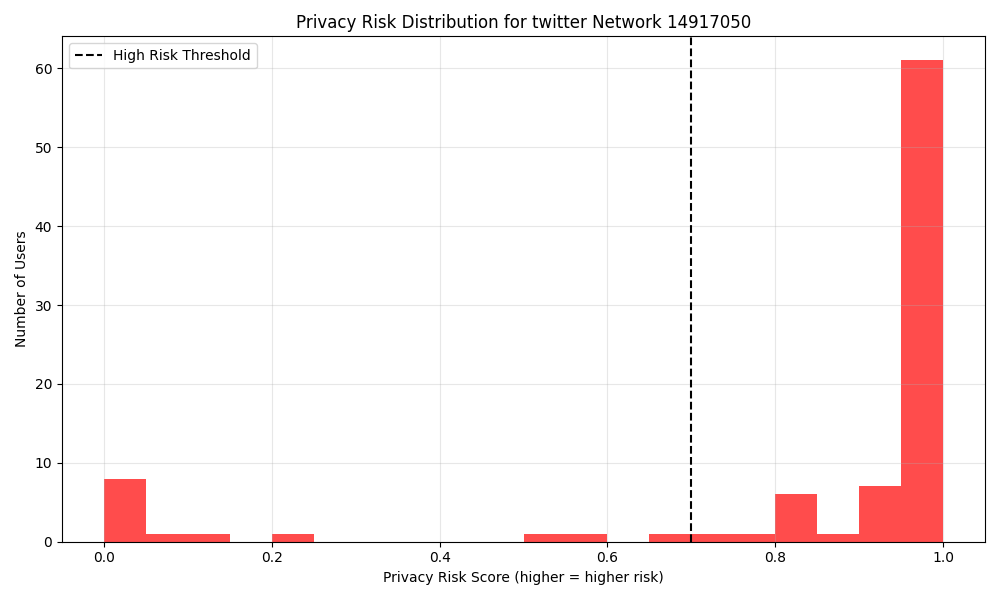 Privacy Risk Distribution for twitter Network 14917050
High Risk Threshold
Number of Users
60
50
40
30
20
10
0
0.0 0.2 0.4 0.6 0.8 1.0
Privacy Risk Score (higher = higher risk)